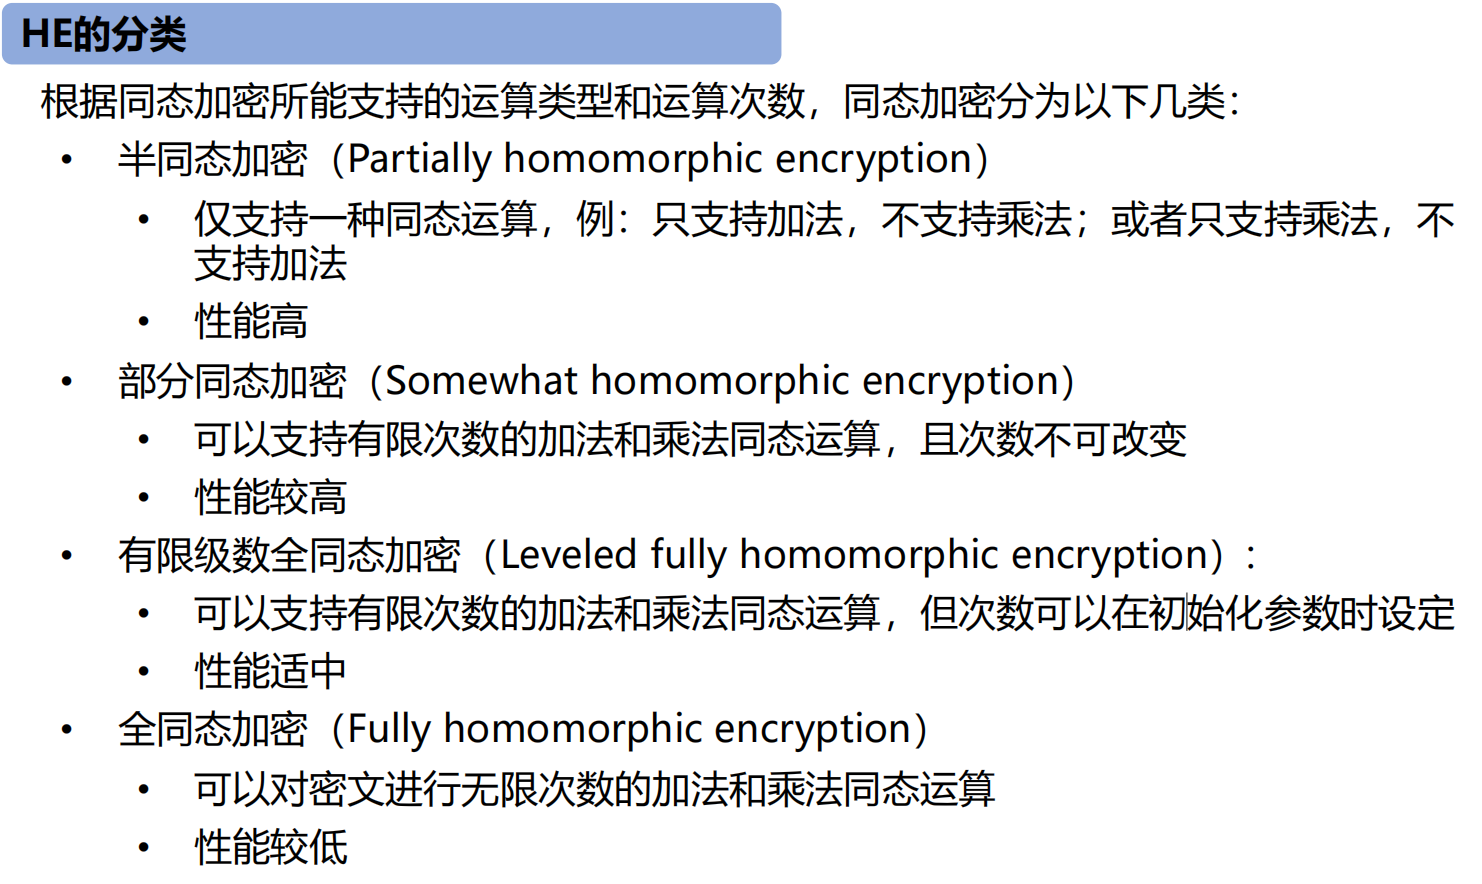 HE的分类
根据同态加密所能支持的运算类型和运算次数，同态加密分为以下几类：
• 半同态加密（Partially homomorphic encryption）
• 仅支持一种同态运算，例：只支持加法，不支持乘法；或者只支持乘法，不
支持加法
• 性能高
• 部分同态加密（Somewhat homomorphic encryption）
• 可以支持有限次数的加法和乘法同态运算，且次数不可改变
• 性能较高
• 有限级数全同态加密（Leveled fully homomorphic encryption）:
• 可以支持有限次数的加法和乘法同态运算，但次数可以在初始化参数时设定
• 性能适中
• 全同态加密（Fully homomorphic encryption）
• 可以对密文进行无限次数的加法和乘法同态运算
• 性能较低